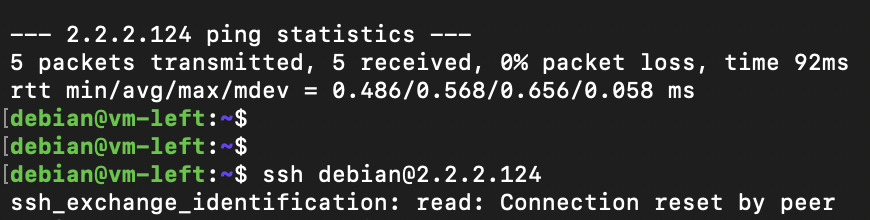 --- 2.2.2.124 ping statistics ---
5 packets transmitted, 5 received, 0% packet loss, time 92ms
rtt min/avg/max/mdev = 0.486/0.568/0.656/0.058 ms
[debian@vm-left:~$
[debian@vm-left:~$
[debian@vm-left:~$ ssh debian@2.2.2.124
ssh_exchange_identification: read: Connection reset by peer